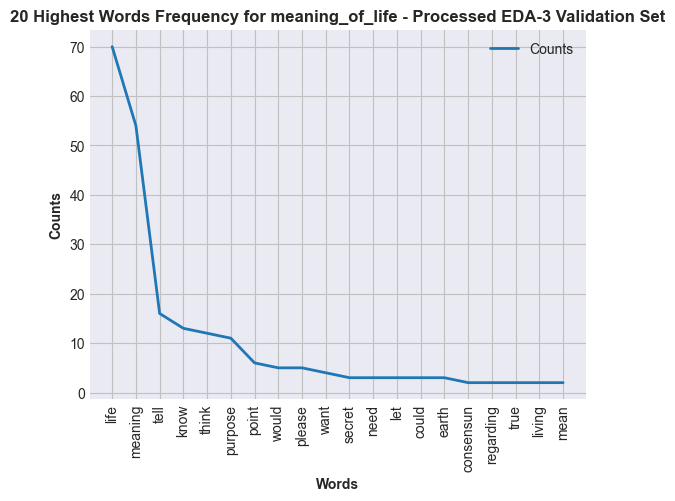 20 Highest Words Frequency for meaning_of_life - Processed EDA-3 Validation Set
Counts
70
60
50
40
30
20
10
0
Counts
life
meaning
tell
know
think
purpose
point
would
please
want
secret
need
let
could
earth
consensun
regarding
true
living
mean
Words